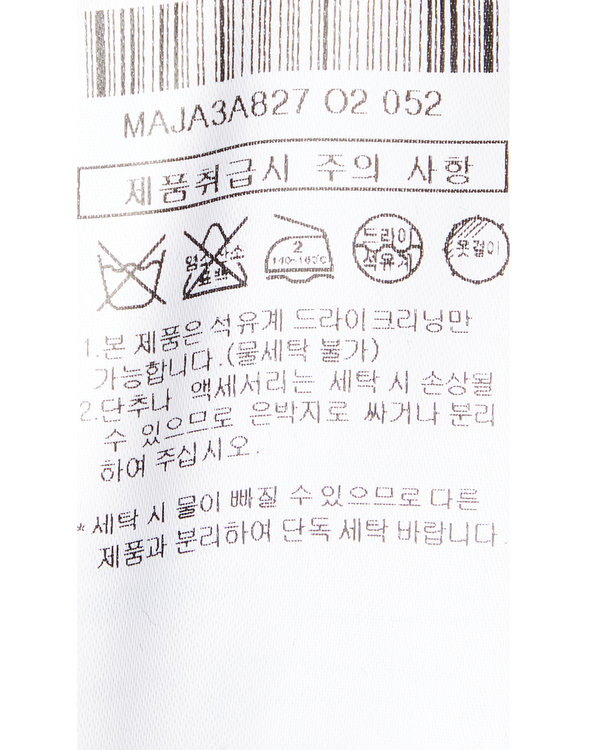 MAJA3A827 O2 052
제품취급시 주의 사항
염소산소
표백
2
140~160℃
드라이
석유계
옷걸이
1.본 제품은 석유계 드라이크리닝만
가능합니다.(물세탁 불가)
2.단추나 액세서리는 세탁 시 손상될
수 있으므로 은박지로 싸거나 분리
하여 주십시오.
* 세탁 시 물이 빠질 수 있으므로 다른
제품과 분리하여 단독 세탁 바랍니다.